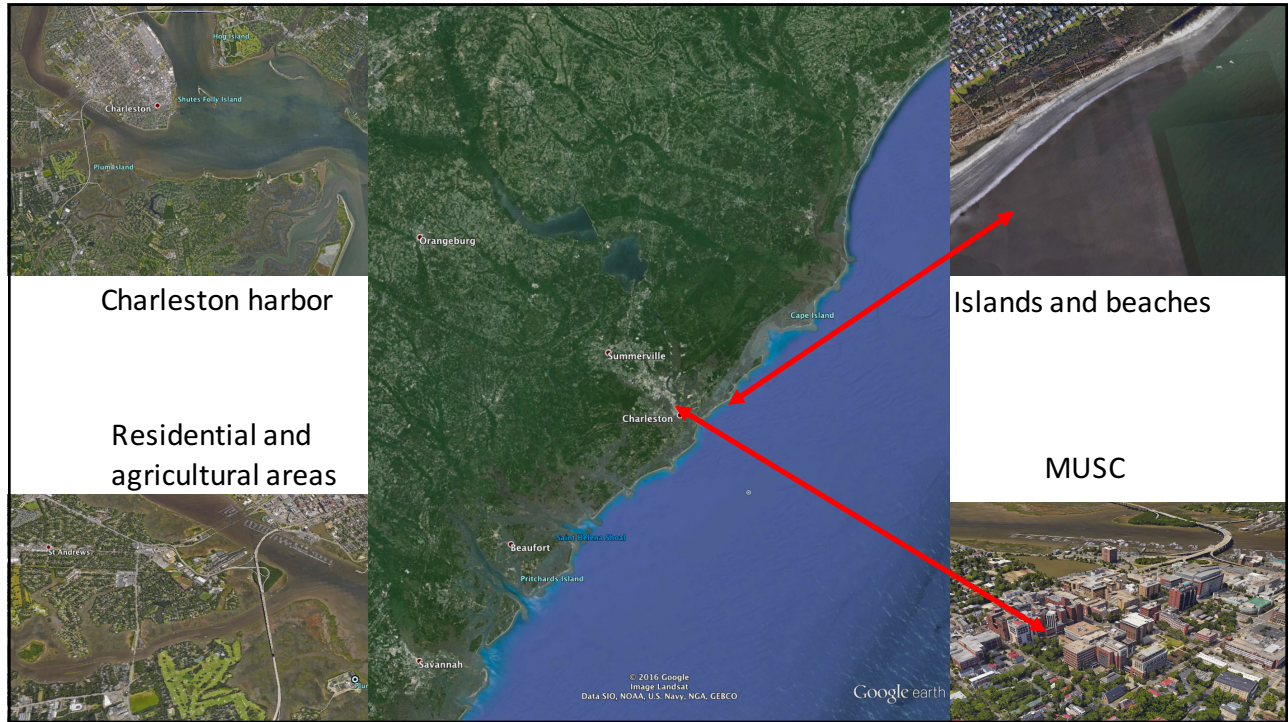 Hog Island
Shutes Folly Island
Charleston
Plum Island
Charleston harbor
Residential and
agricultural areas
St Andrews
Orangeburg
Cape Island
Summerville
Charleston
Saint Helena Shoal
Beaufort
Pritchards Island
Savannah
© 2016 Google
Image Landsat
Data SIO, NOAA, U.S. Navy, NGA, GEBCO
Google earth
Islands and beaches
MUSC